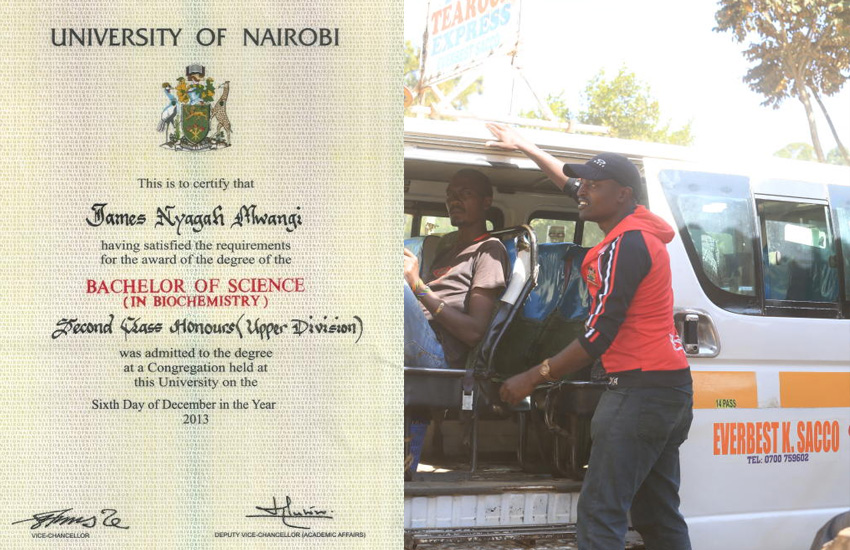 UNIVERSITY OF NAIROBI
This is to certify that
James Nyagah Mwangi
having satisfied the requirements
for the award of the degree of the
BACHELOR OF SCIENCE
(IN BIOCHEMISTRY)
Second Class Honours (Upper Division)
was admitted to the degree
at a Congregation held at
this University on the
Sixth Day of December in the Year
2013
VICE-CHANCELLOR
DEPUTY VICE-CHANCELLOR (ACADEMIC AFFAIRS)
EXPRESS
14 PASS
EVERBEST K. SACCO
TEL: 0700 759602